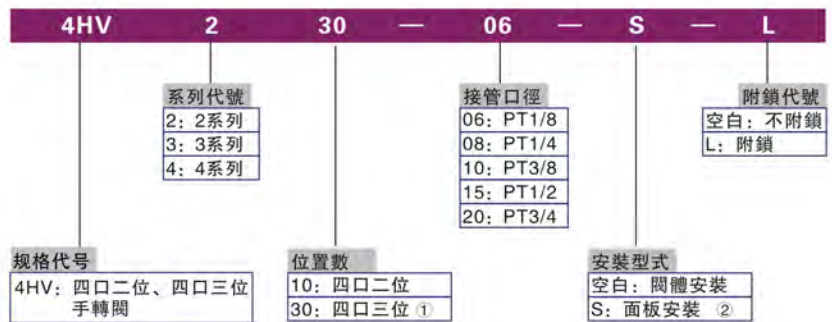 4HV 2 30 — 06 — S — L
系列代號
2：2系列
3：3系列
4：4系列
接管口徑
06：PT1/8
08：PT1/4
10：PT3/8
15：PT1/2
20：PT3/4
附鎖代號
空白：不附鎖
L：附鎖
规格代号
4HV：四口二位、四口三位
手轉閥
位置數
10：四口二位
30：四口三位 ①
安裝型式
空白：閥體安裝
S：面板安裝 ②